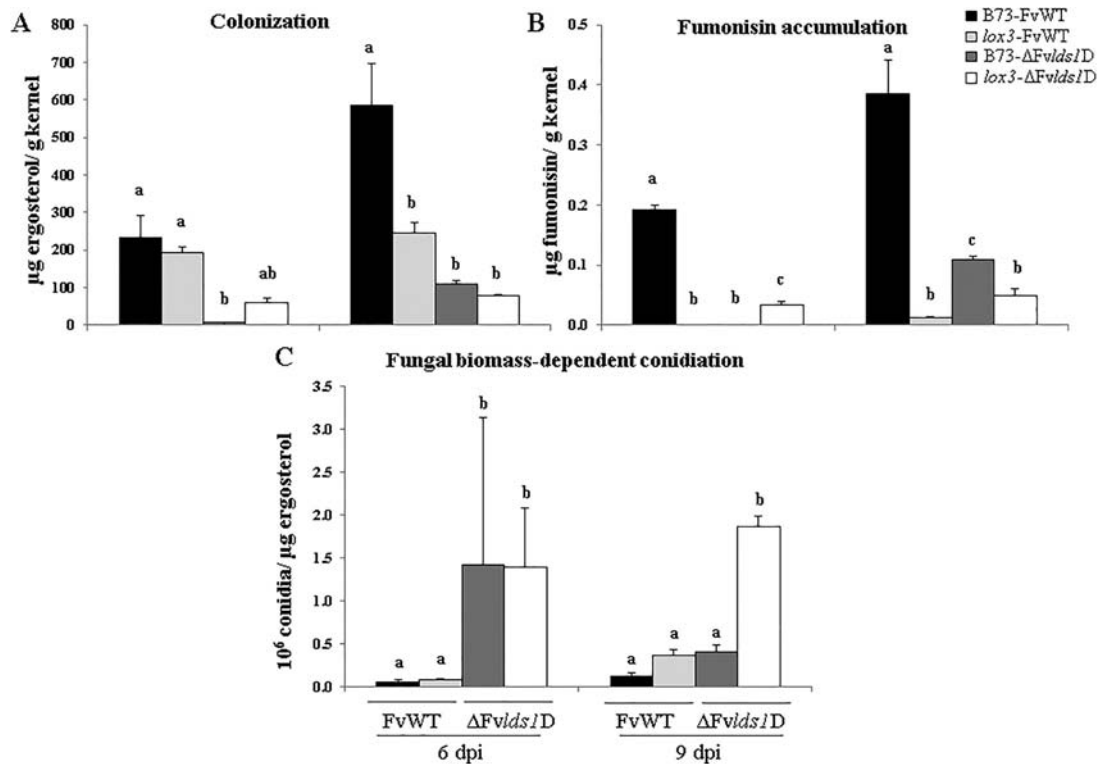 A
Colonization
µg ergosterol/ g kernel
800
700
600
500
400
300
200
100
0
a
a
b
ab
a
b
b
b
B
Fumonisin accumulation
µg fumonisin/ g kernel
0.5
0.4
0.3
0.2
0.1
0.0
a
b
b
c
a
b
c
b
B73-FvWT
lox3-FvWT
B73-ΔFvlds1D
lox3-ΔFvlds1D
C
Fungal biomass-dependent conidiation
10⁶ conidia/ µg ergosterol
3.5
3.0
2.5
2.0
1.5
1.0
0.5
0.0
a
a
b
b
a
a
a
b
FvWT
ΔFvlds1D
FvWT
ΔFvlds1D
6 dpi
9 dpi